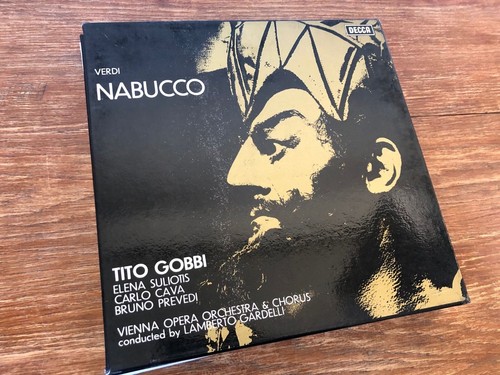 DECCA
VERDI
NABUCCO
TITO GOBBI
ELENA SULIOTIS
CARLO CAVA
BRUNO PREVEDI
VIENNA OPERA ORCHESTRA & CHORUS
conducted by LAMBERTO GARDELLI